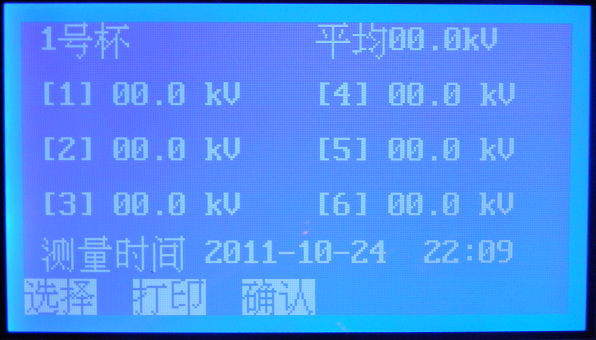 1号杯 平均00.0kV
[1] 00.0 kV [4] 00.0 kV
[2] 00.0 kV [5] 00.0 kV
[3] 00.0 kV [6] 00.0 kV
测量时间 2011-10-24 22:09
选择 打印 确认